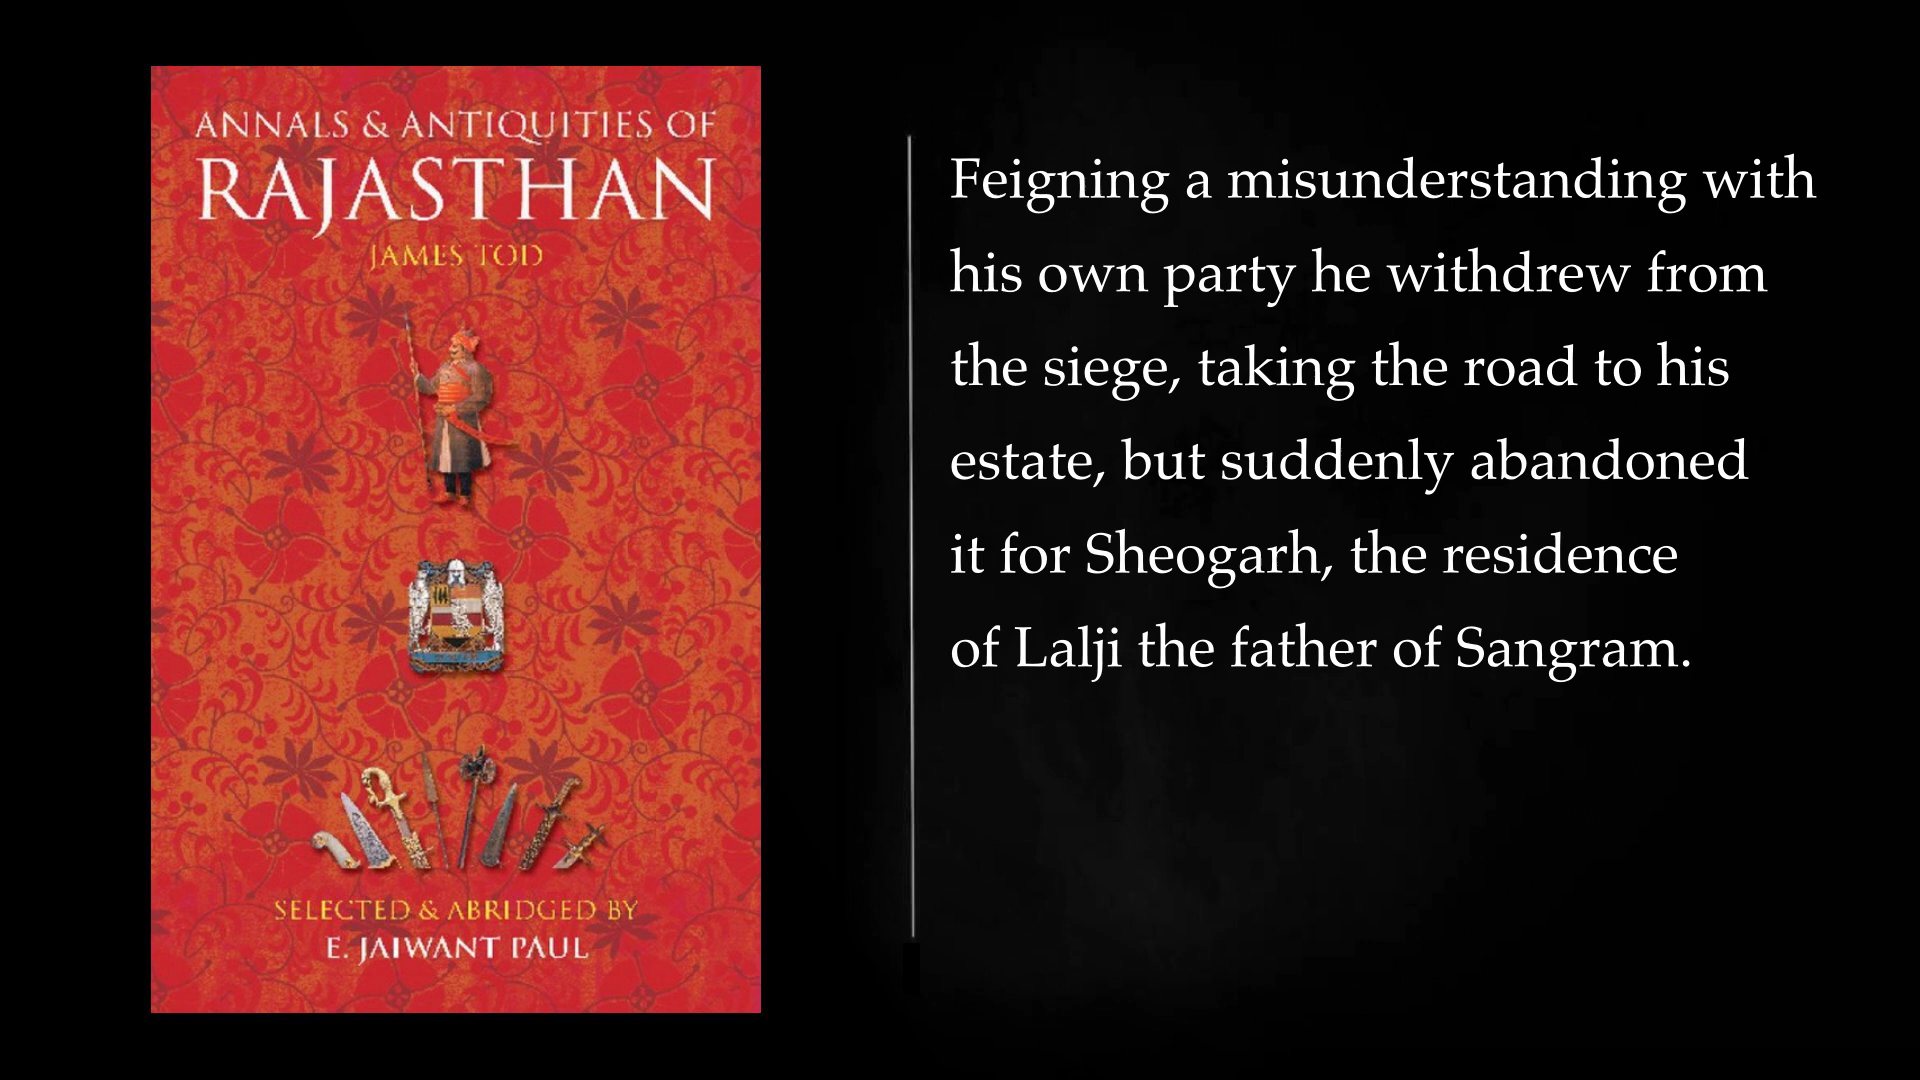 ANNALS & ANTIQUITIES OF
RAJASTHAN
JAMES TOD
SELECTED & ABRIDGED BY
E. JAIWANT PAUL
Feigning a misunderstanding with
his own party he withdrew from
the siege, taking the road to his
estate, but suddenly abandoned
it for Sheogarh, the residence
of Lalji the father of Sangram.